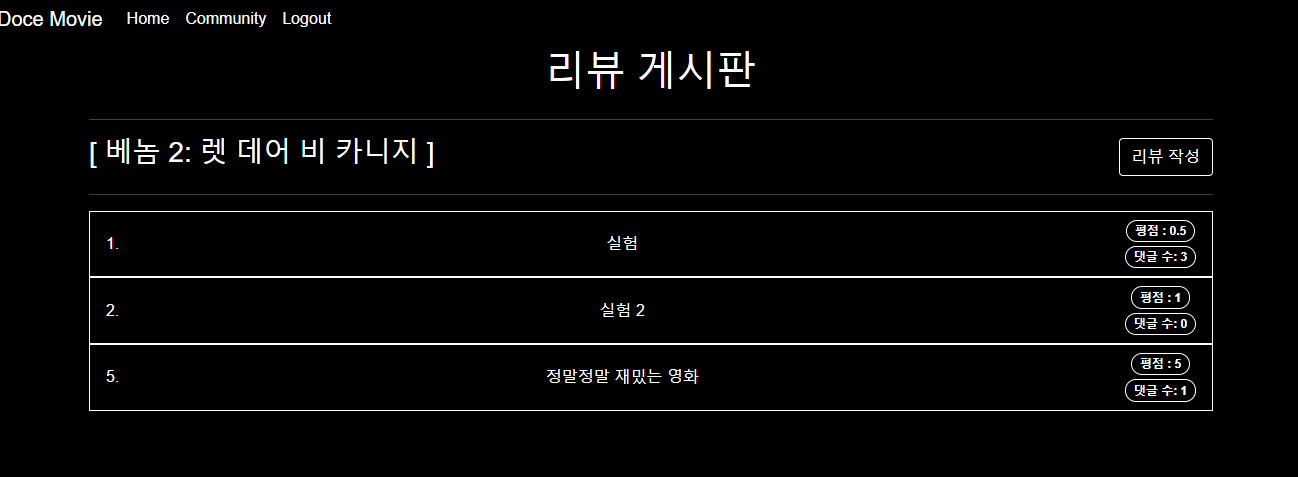 Doce Movie Home Community Logout
리뷰 게시판
[ 베놈 2: 렛 데어 비 카니지 ]
리뷰 작성
1. 실험
평점 : 0.5
댓글 수: 3
2. 실험 2
평점 : 1
댓글 수: 0
5. 정말정말 재밌는 영화
평점 : 5
댓글 수: 1